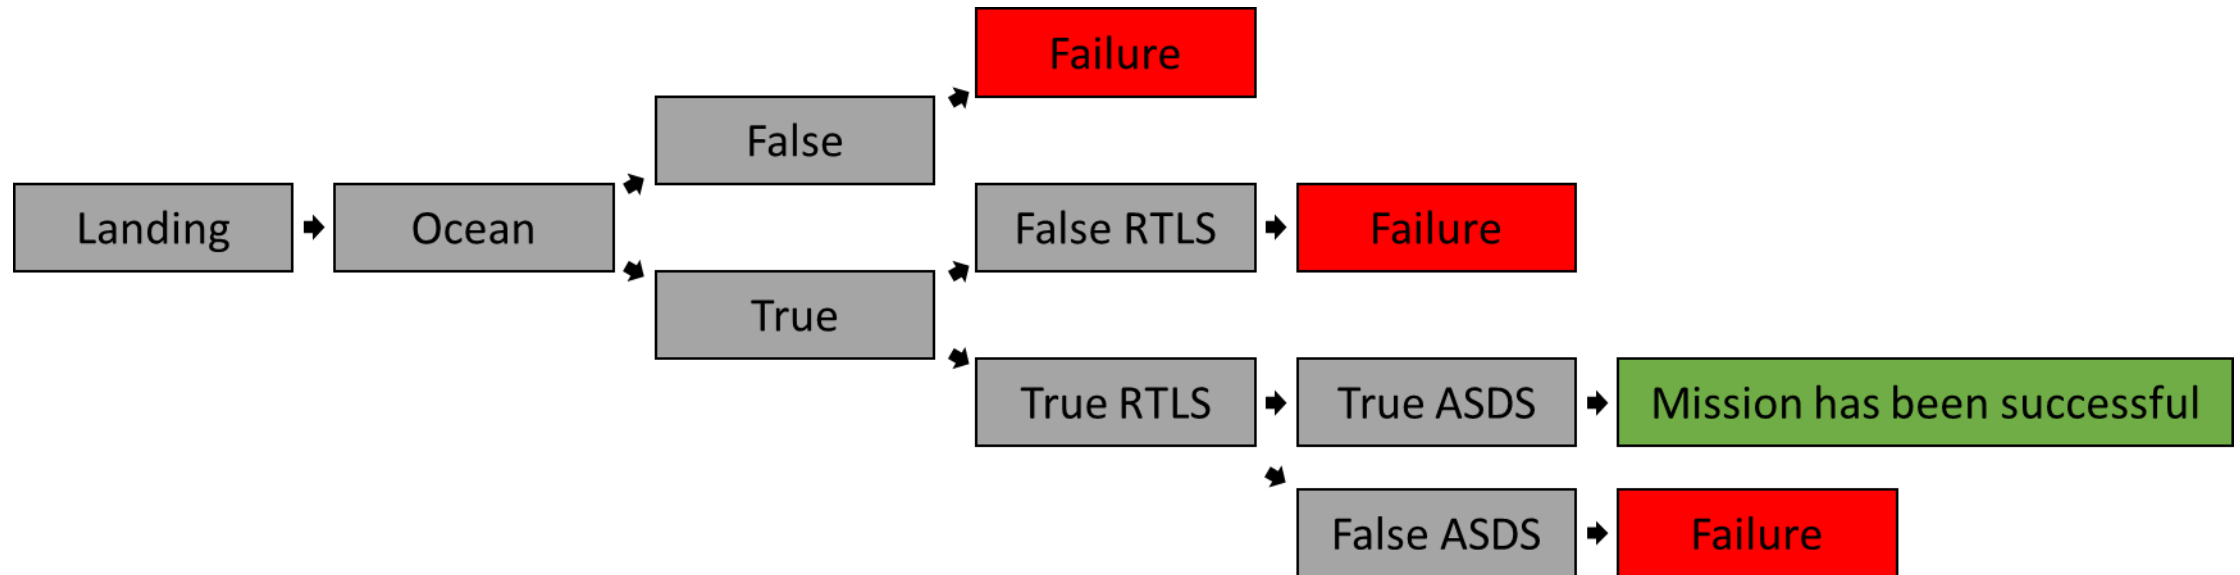 Failure
False
Landing
Ocean
False RTLS
Failure
True
True RTLS
True ASDS
Mission has been successful
False ASDS
Failure